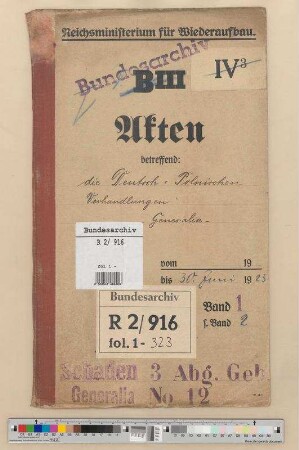 Reichsministerium für Wiederaufbau.
Bundesarchiv
BIII IV³
Akten
betreffend:
die Deutsch-Polnischen
Verhandlungen
Generalia.
Bundesarchiv
R 2/ 916
fol. 1 -
vom 19
bis 30. Juni 1923
Bundesarchiv
R 2/916
fol. 1- 323
Band 1
f. Band 2
Schaden 3 Abg. Geb
Generalia No 12